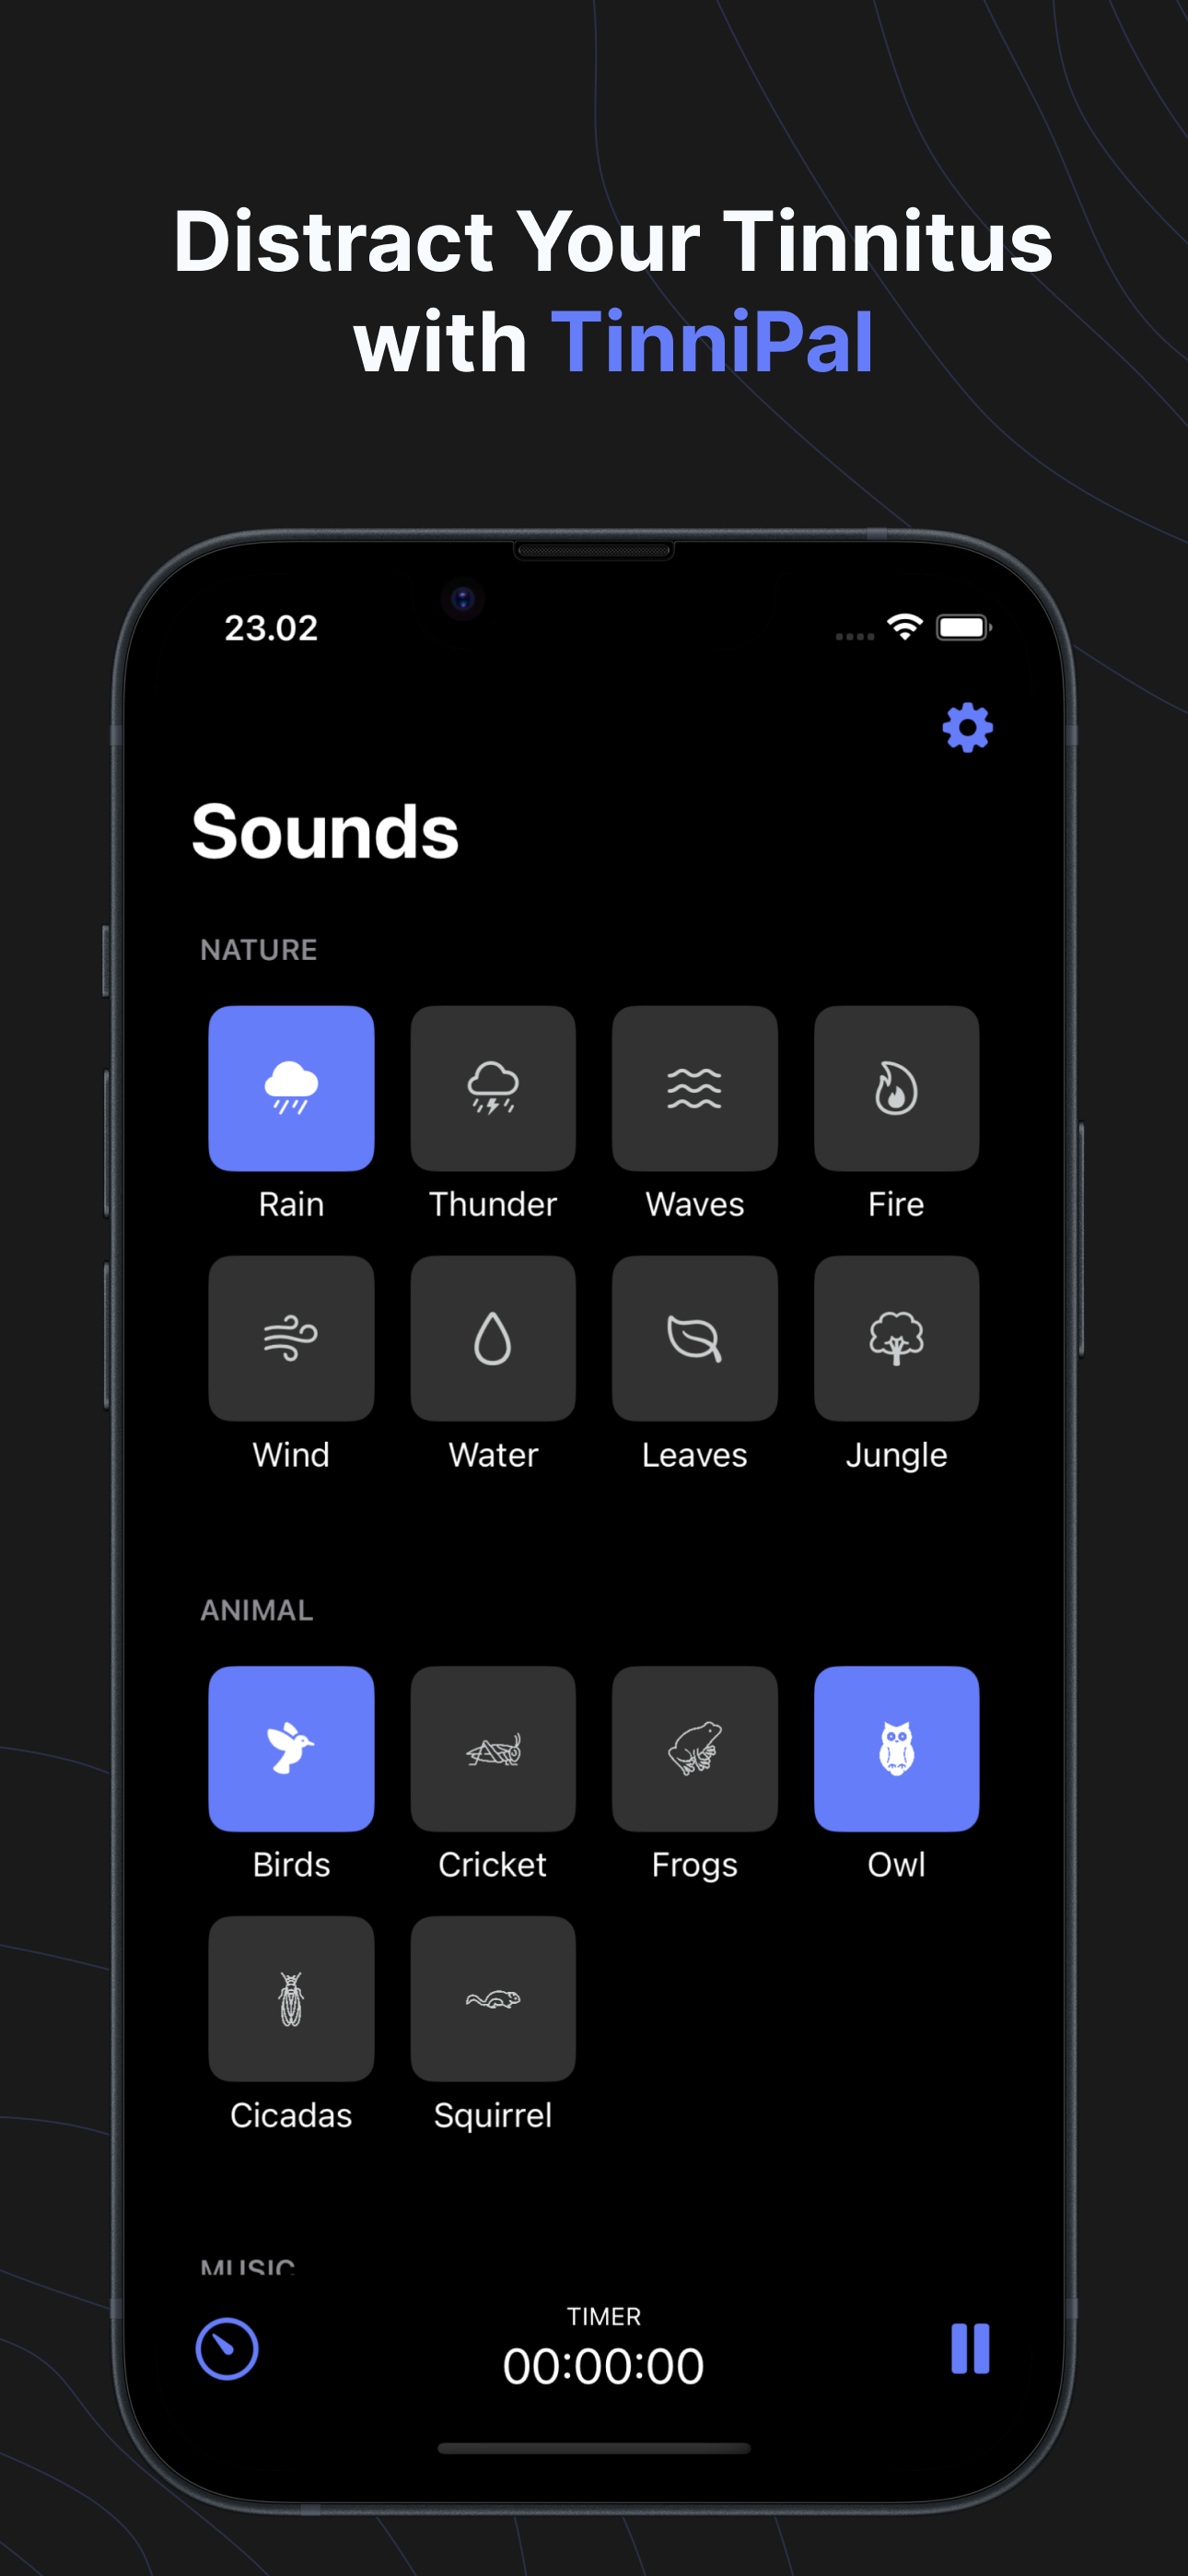 Distract Your Tinnitus
with TinniPal
23.02
Sounds
NATURE
Rain Thunder Waves Fire
Wind Water Leaves Jungle
ANIMAL
Birds Cricket Frogs Owl
Cicadas Squirrel
MUSIC
TIMER
00:00:00